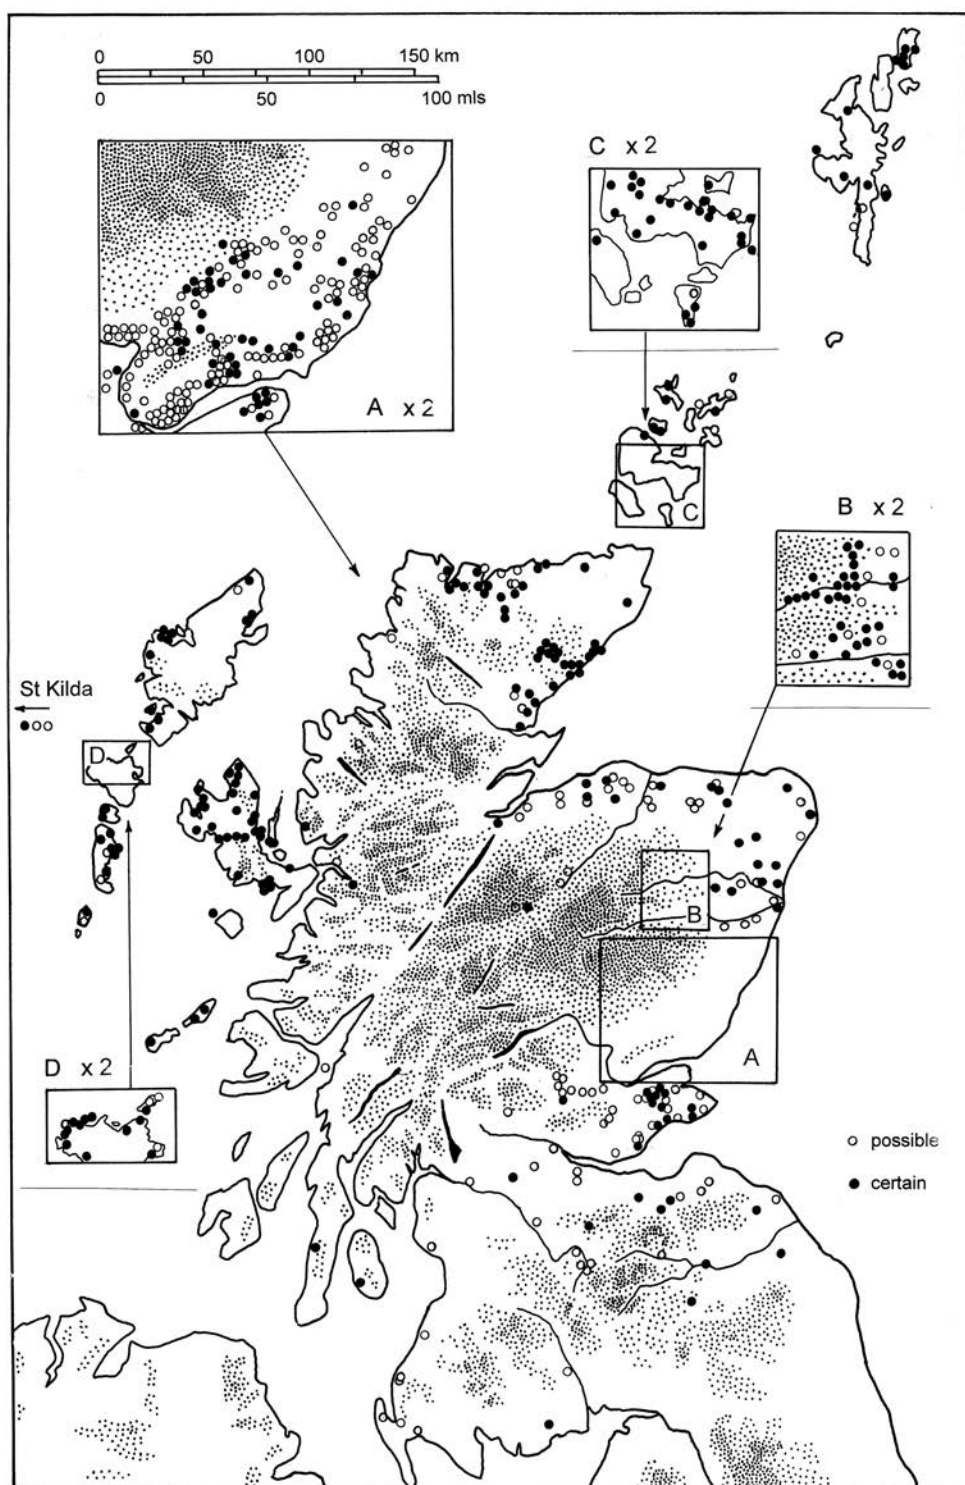 0 50 100 150 km
0 50 100 mls
A x 2
C x 2
C
B x 2
St Kilda
D
B
A
D x 2
possible
certain